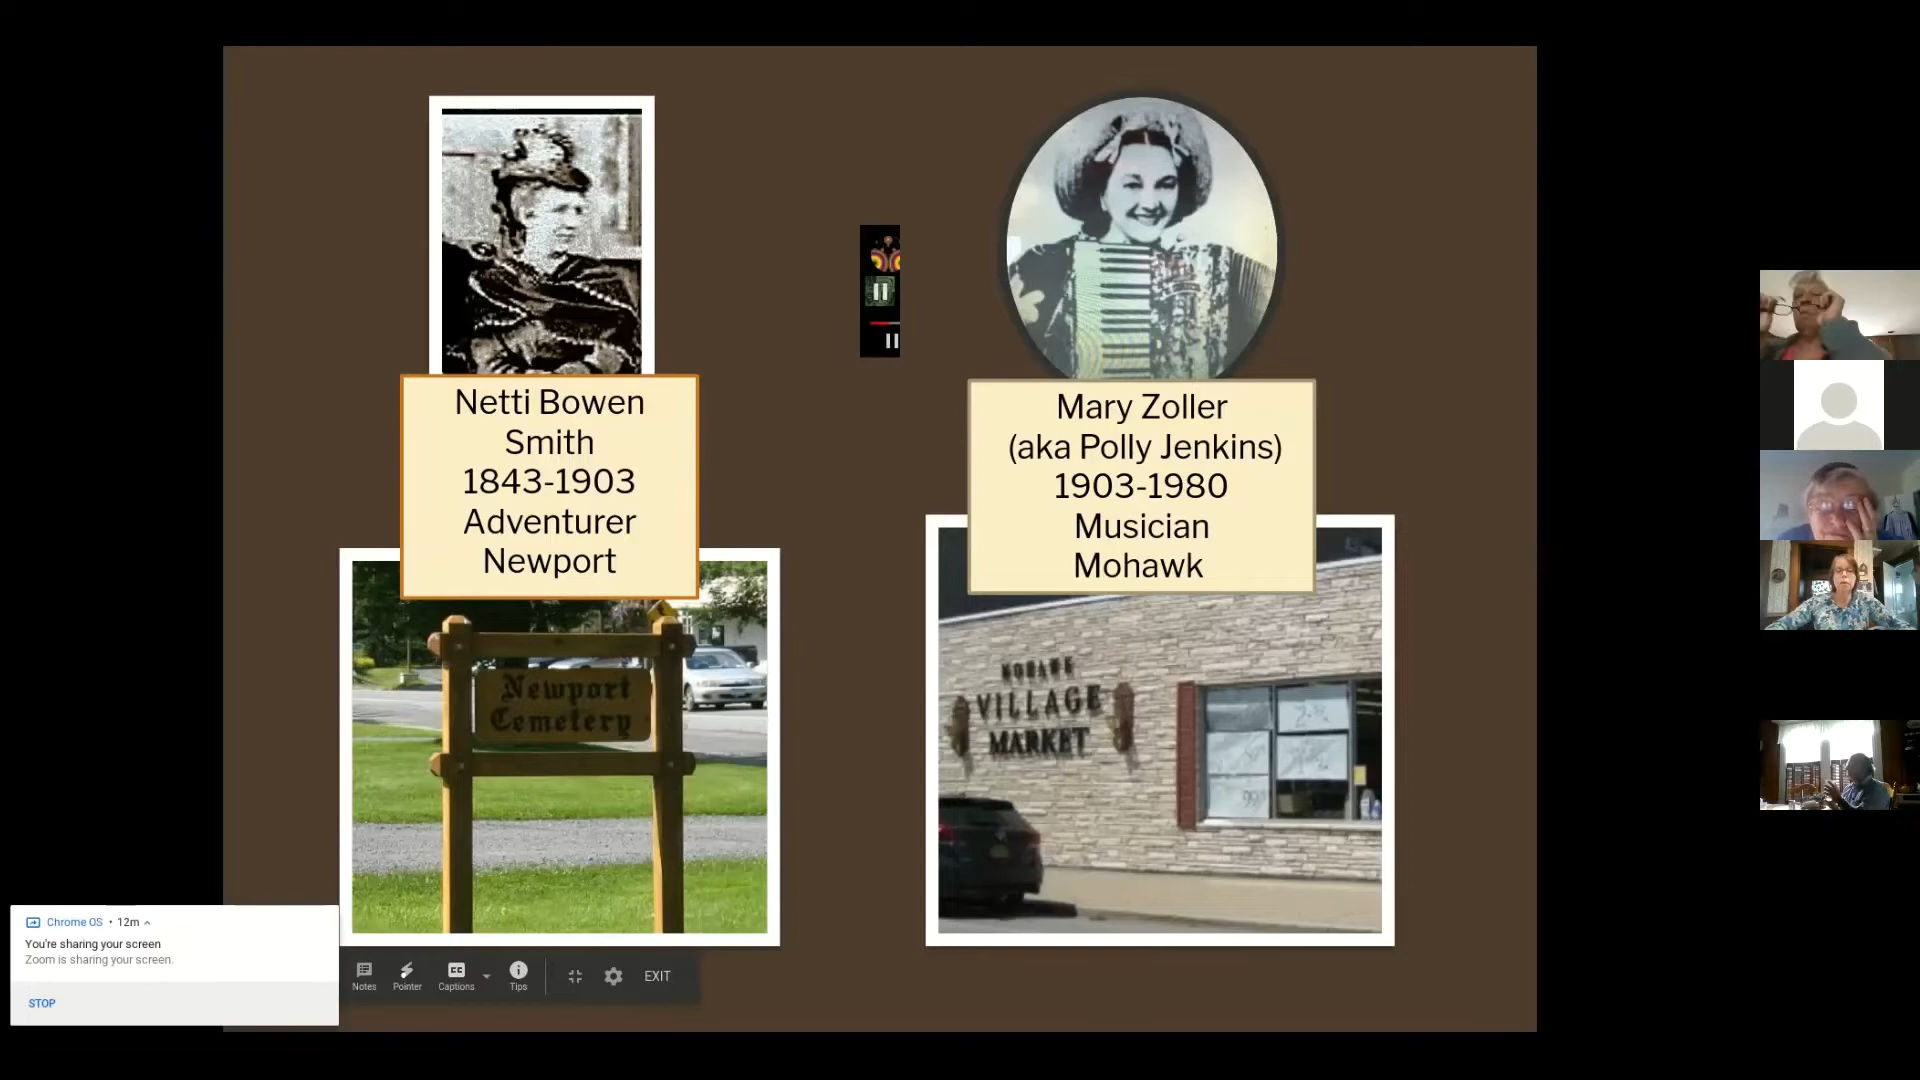 Netti Bowen
Smith
1843-1903
Adventurer
Newport
Mary Zoller
(aka Polly Jenkins)
1903-1980
Musician
Mohawk
Newport
Cemetery
MOHAWK
VILLAGE
MARKET
Chrome OS • 12m
You're sharing your screen
Zoom is sharing your screen.
STOP
Notes
Pointer
CC
Captions
Tips
EXIT